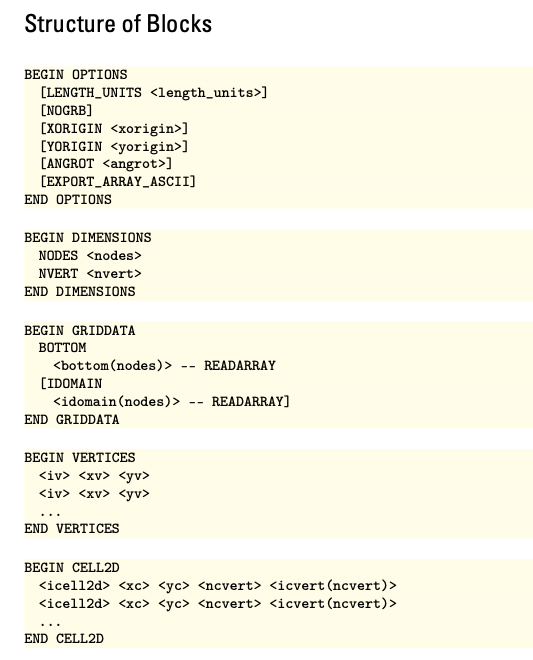 Structure of Blocks
BEGIN OPTIONS
[LENGTH_UNITS <length_units>]
[NOGRB]
[XORIGIN <xorigin>]
[YORIGIN <yorigin>]
[ANGROT <angrot>]
[EXPORT_ARRAY_ASCII]
END OPTIONS
BEGIN DIMENSIONS
NODES <nodes>
NVERT <nvert>
END DIMENSIONS
BEGIN GRIDDATA
BOTTOM
<bottom(nodes)> -- READARRAY
[IDOMAIN
<idomain(nodes)> -- READARRAY]
END GRIDDATA
BEGIN VERTICES
<iv> <xv> <yv>
<iv> <xv> <yv>
...
END VERTICES
BEGIN CELL2D
<icell2d> <xc> <yc> <ncvert> <icvert(ncvert)>
<icell2d> <xc> <yc> <ncvert> <icvert(ncvert)>
...
END CELL2D